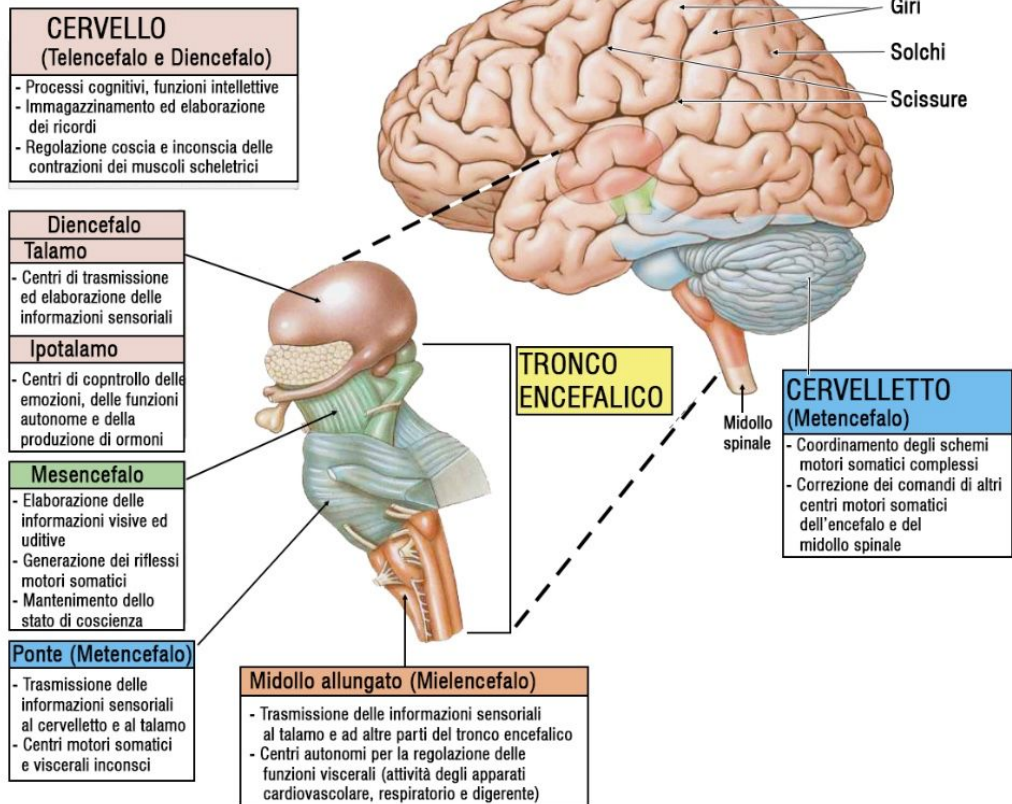 CERVELLO
(Telencefalo e Diencefalo)
- Processi cognitivi, funzioni intellettive
- Immagazzinamento ed elaborazione
dei ricordi
- Regolazione coscia e inconscia delle
contrazioni dei muscoli scheletrici
Giri
Solchi
Scissure
Diencefalo
Talamo
- Centri di trasmissione
ed elaborazione delle
informazioni sensoriali
Ipotalamo
- Centri di copntrollo delle
emozioni, delle funzioni
autonome e della
produzione di ormoni
Mesencefalo
- Elaborazione delle
informazioni visive ed
uditive
- Generazione dei riflessi
motori somatici
- Mantenimento dello
stato di coscienza
Ponte (Metencefalo)
- Trasmissione delle
informazioni sensoriali
al cervelletto e al talamo
- Centri motori somatici
e viscerali inconsci
TRONCO
ENCEFALICO
Midollo
spinale
CERVELLETTO
(Metencefalo)
- Coordinamento degli schemi
motori somatici complessi
- Correzione dei comandi di altri
centri motori somatici
dell'encefalo e del
midollo spinale
Midollo allungato (Mielencefalo)
- Trasmissione delle informazioni sensoriali
al talamo e ad altre parti del tronco encefalico
- Centri autonomi per la regolazione delle
funzioni viscerali (attività degli apparati
cardiovascolare, respiratorio e digerente)